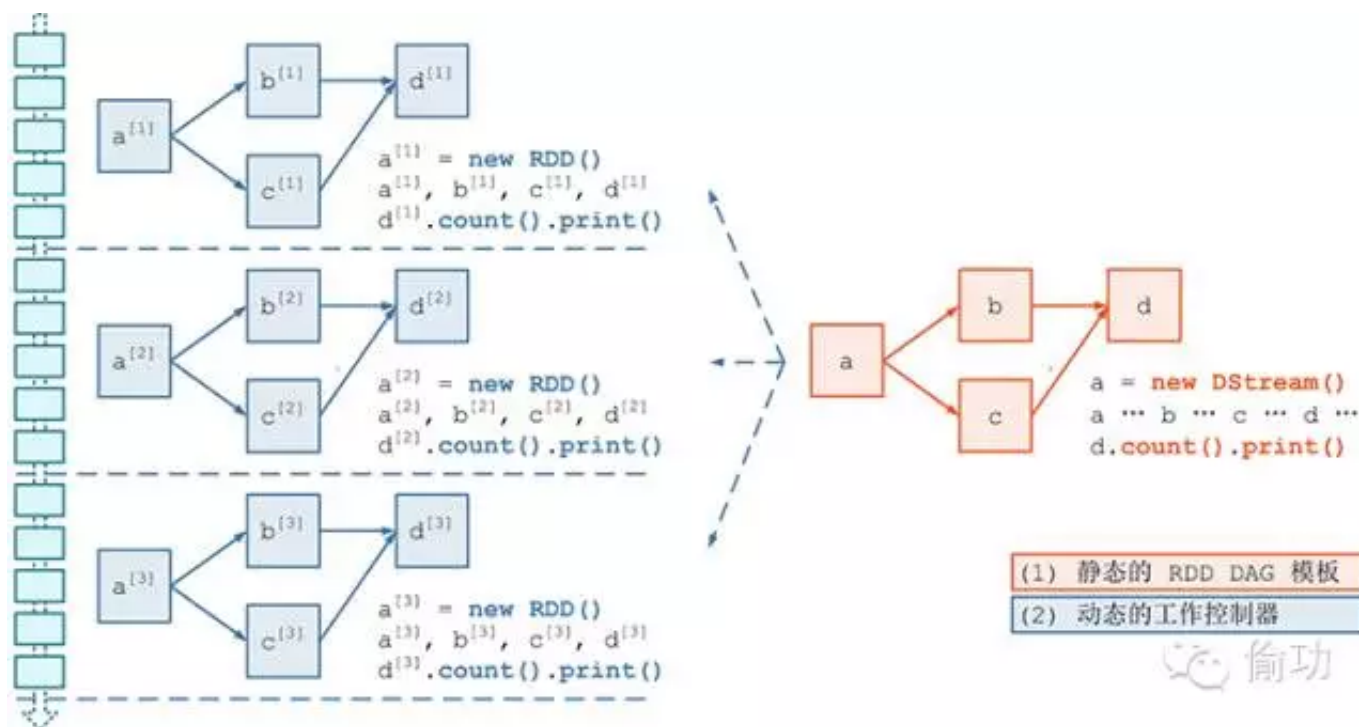 b[1]
d[1]
a[1]
c[1]
a[1] = new RDD()
a[1], b[1], c[1], d[1]
d[1].count().print()
b[2]
d[2]
a[2]
c[2]
a[2] = new RDD()
a[2], b[2], c[2], d[2]
d[2].count().print()
b[3]
d[3]
a[3]
c[3]
a[3] = new RDD()
a[3], b[3], c[3], d[3]
d[3].count().print()
b
d
a
c
a = new DStream()
a … b … c … d …
d.count().print()
(1) 静态的 RDD DAG 模板
(2) 动态的工作控制器
偷功